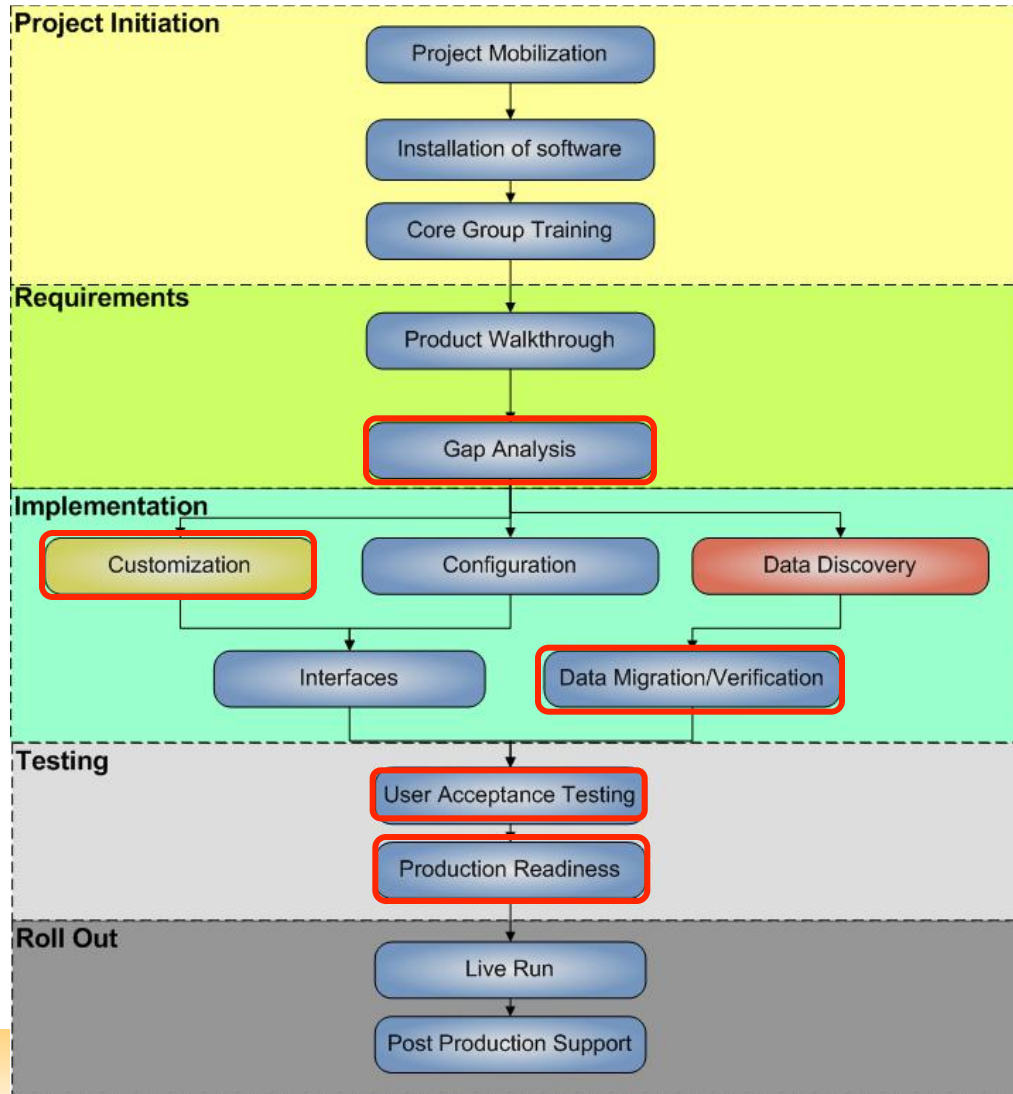 Project Initiation
Project Mobilization
Installation of software
Core Group Training
Requirements
Product Walkthrough
Gap Analysis
Implementation
Customization
Configuration
Data Discovery
Interfaces
Data Migration/Verification
Testing
User Acceptance Testing
Production Readiness
Roll Out
Live Run
Post Production Support